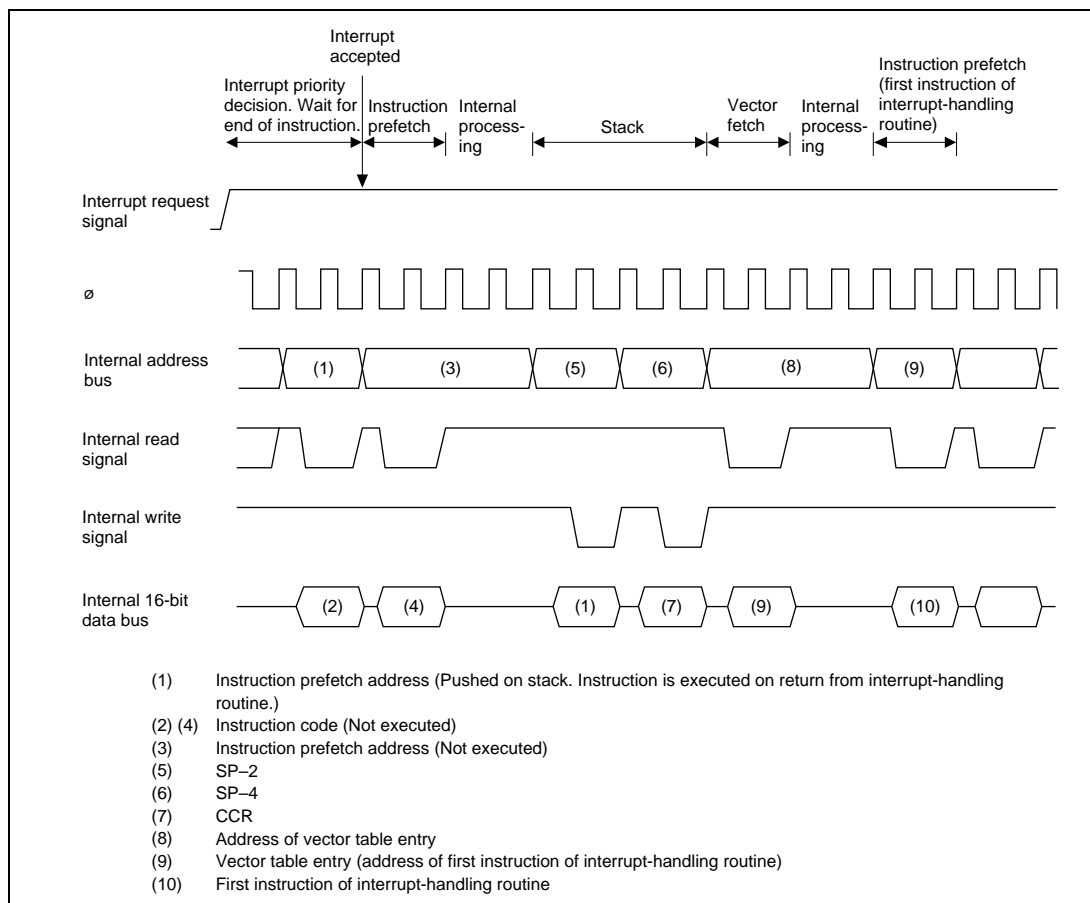 Interrupt
accepted
Interrupt priority
decision. Wait for
end of instruction.
Instruction
prefetch
Internal
process-
ing
Stack
Vector
fetch
Internal
process-
ing
Instruction prefetch
(first instruction of
interrupt-handling
routine)
Interrupt request
signal
ø
Internal address
bus
(1)
(3)
(5)
(6)
(8)
(9)
Internal read
signal
Internal write
signal
Internal 16-bit
data bus
(2)
(4)
(1)
(7)
(9)
(10)
(1) Instruction prefetch address (Pushed on stack. Instruction is executed on return from interrupt-handling
routine.)
(2) (4) Instruction code (Not executed)
(3) Instruction prefetch address (Not executed)
(5) SP–2
(6) SP–4
(7) CCR
(8) Address of vector table entry
(9) Vector table entry (address of first instruction of interrupt-handling routine)
(10) First instruction of interrupt-handling routine